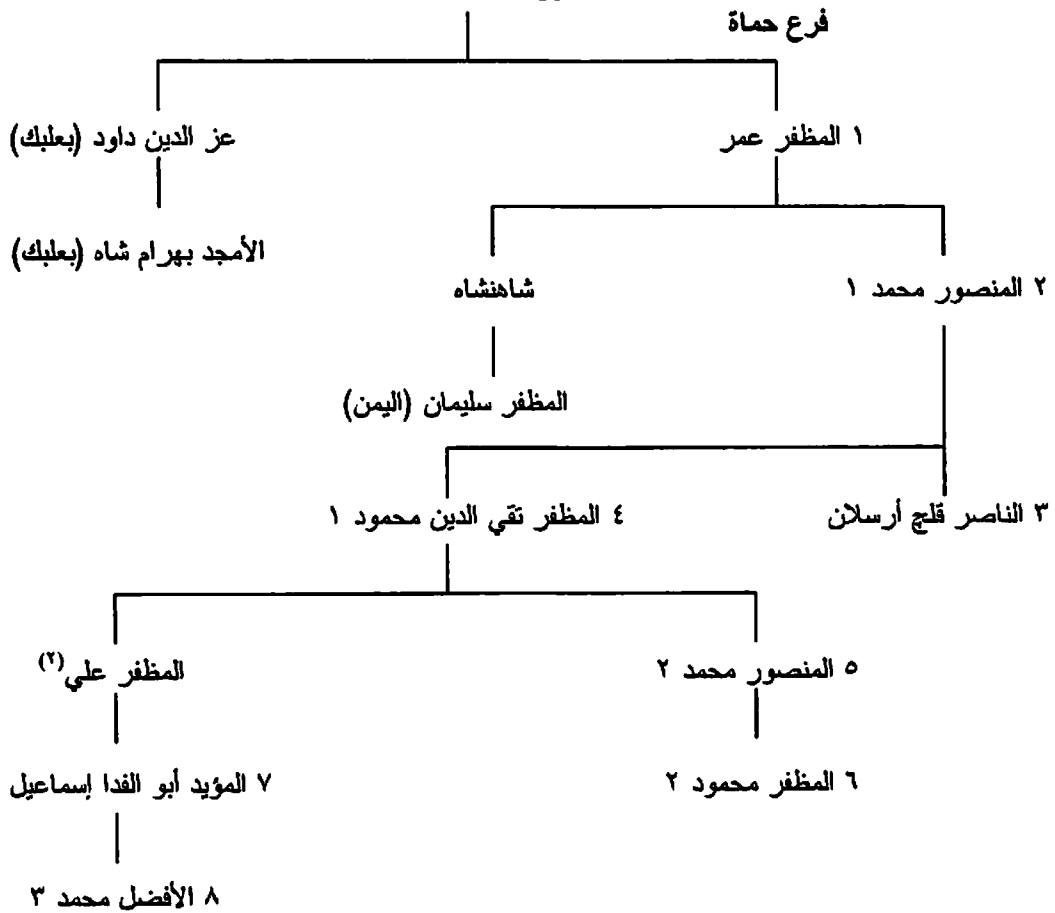 فرع حماة
١ المظفر عمر
عز الدين داود (بعلبك)
الأمجد بهرام شاه (بعلبك)
٢ المنصور محمد ١
شاهنشاه
المظفر سليمان (اليمن)
٣ الناصر قلج أرسلان
٤ المظفر تقي الدين محمود ١
٥ المنصور محمد ٢
المظفر علي(٢)
٦ المظفر محمود ٢
٧ المؤيد أبو الفدا إسماعيل
٨ الأفضل محمد ٣